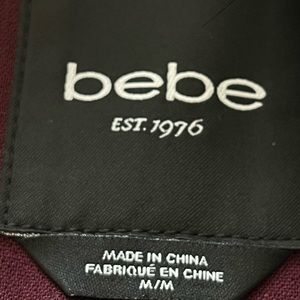 bebe
EST. 1976
MADE IN CHINA
FABRIQUÉ EN CHINE
M/M